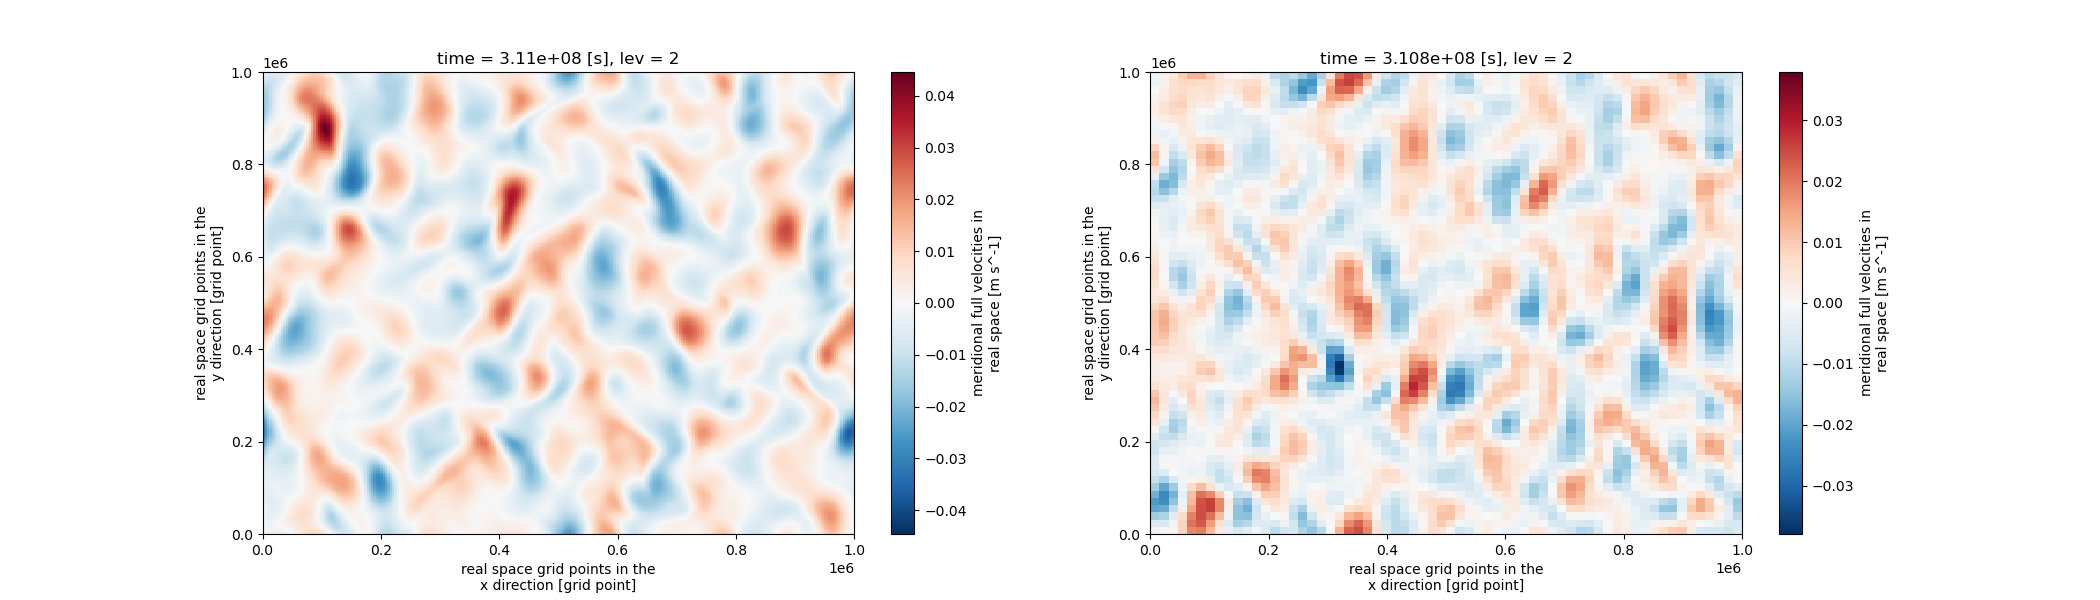 time = 3.11e+08 [s], lev = 2
1e6
1.0
0.8
0.6
0.4
0.2
0.0
real space grid points in the
y direction [grid point]
0.0 0.2 0.4 0.6 0.8 1.0
1e6
real space grid points in the
x direction [grid point]
0.04
0.03
0.02
0.01
0.00
−0.01
−0.02
−0.03
−0.04
meridional full velocities in
real space [m s^-1]
time = 3.108e+08 [s], lev = 2
1e6
1.0
0.8
0.6
0.4
0.2
0.0
real space grid points in the
y direction [grid point]
0.0 0.2 0.4 0.6 0.8 1.0
1e6
real space grid points in the
x direction [grid point]
0.03
0.02
0.01
0.00
−0.01
−0.02
−0.03
meridional full velocities in
real space [m s^-1]